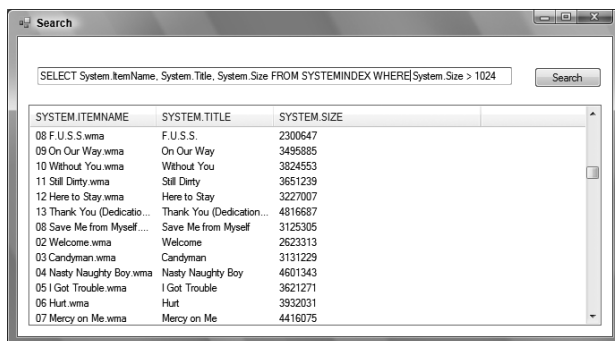 Search
SELECT System.ItemName, System.Title, System.Size FROM SYSTEMINDEX WHERE System.Size > 1024 Search
SYSTEM.ITEMNAME SYSTEM.TITLE SYSTEM.SIZE
08 F.U.S.S.wma F.U.S.S. 2300647
09 On Our Way.wma On Our Way 3495885
10 Without You.wma Without You 3824553
11 Still Dirrty.wma Still Dirrty 3651239
12 Here to Stay.wma Here to Stay 3227007
13 Thank You (Dedicatio... Thank You (Dedication... 4816687
08 Save Me from Myself.... Save Me from Myself 3125305
02 Welcome.wma Welcome 2623313
03 Candyman.wma Candyman 3131229
04 Nasty Naughty Boy.wma Nasty Naughty Boy 4601343
05 I Got Trouble.wma I Got Trouble 3621271
06 Hurt.wma Hurt 3932031
07 Mercy on Me.wma Mercy on Me 4416075